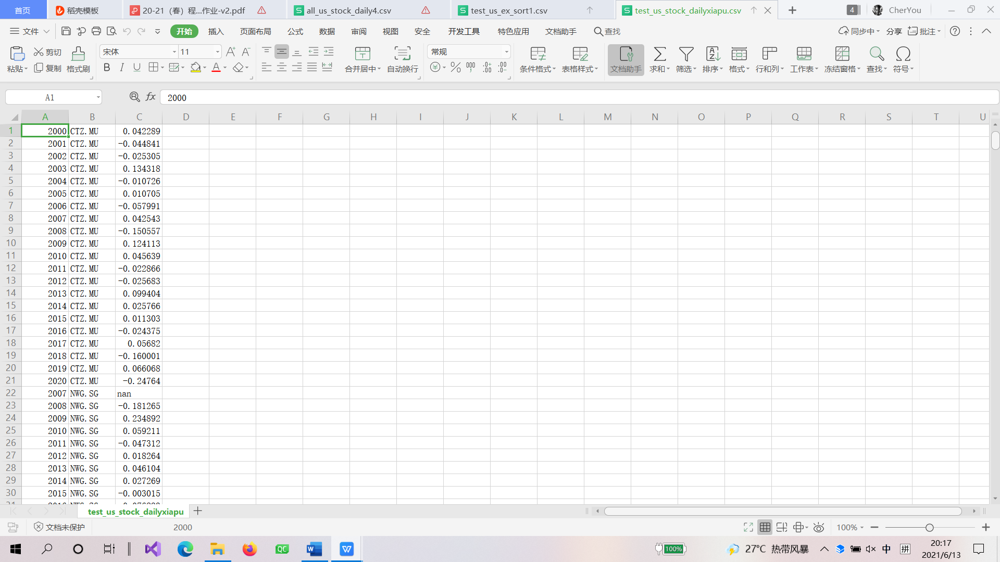 首页 稻壳模板 20-21（春）程...作业-v2.pdf all_us_stock_daily4.csv test_us_ex_sort1.csv test_us_stock_dailyxiapu.csv 4 CherYou
文件 开始 插入 页面布局 公式 数据 审阅 视图 安全 开发工具 特色应用 文档助手 查找 同步中 分享 批注
剪切 宋体 11 常规
粘贴 复制 格式刷 B I U A 合并居中 自动换行 条件格式 表格样式 文档助手 求和 筛选 排序 格式 行和列 工作表 冻结窗格 查找 符号
A1 fx 2000
A B C D E F G H I J K L M N O P Q R S T U
1 2000 CTZ.MU 0.042289
2 2001 CTZ.MU -0.044841
3 2002 CTZ.MU -0.025305
4 2003 CTZ.MU 0.134318
5 2004 CTZ.MU -0.010726
6 2005 CTZ.MU 0.010705
7 2006 CTZ.MU -0.057991
8 2007 CTZ.MU 0.042543
9 2008 CTZ.MU -0.150557
10 2009 CTZ.MU 0.124113
11 2010 CTZ.MU 0.045639
12 2011 CTZ.MU -0.022866
13 2012 CTZ.MU -0.025683
14 2013 CTZ.MU 0.099404
15 2014 CTZ.MU 0.025766
16 2015 CTZ.MU 0.011303
17 2016 CTZ.MU -0.024375
18 2017 CTZ.MU 0.05682
19 2018 CTZ.MU -0.160001
20 2019 CTZ.MU 0.066068
21 2020 CTZ.MU -0.24764
22 2007 NWG.SG nan
23 2008 NWG.SG -0.181265
24 2009 NWG.SG 0.234892
25 2010 NWG.SG 0.059211
26 2011 NWG.SG -0.047312
27 2012 NWG.SG 0.018264
28 2013 NWG.SG 0.046104
29 2014 NWG.SG 0.027269
30 2015 NWG.SG -0.003015
test_us_stock_dailyxiapu
文档未保护 2000 100%
QC 100% 27°C 热带风暴 中 拼 20:17
2021/6/13